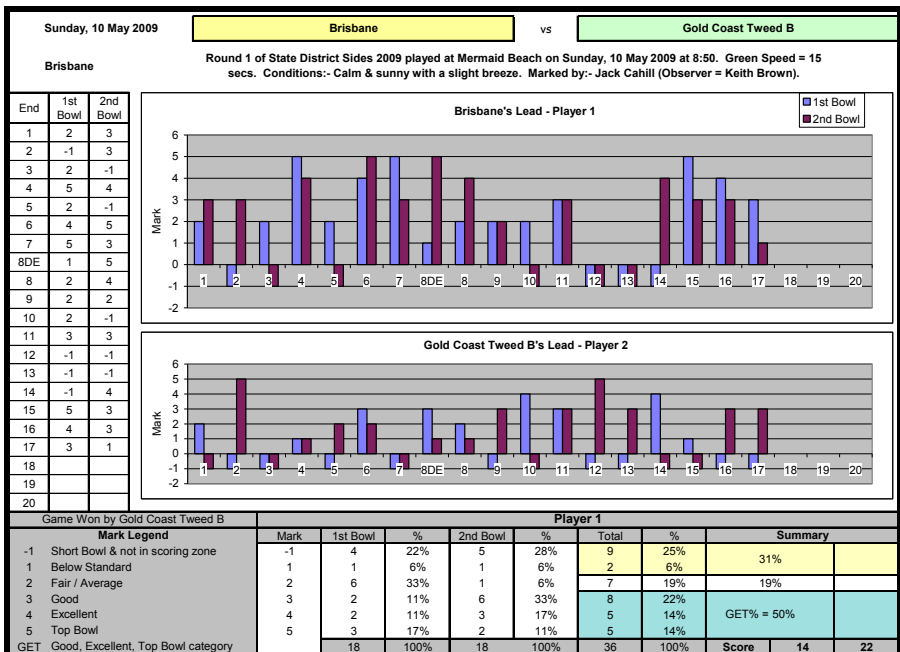 Sunday, 10 May 2009 Brisbane vs Gold Coast Tweed B
Brisbane
Round 1 of State District Sides 2009 played at Mermaid Beach on Sunday, 10 May 2009 at 8:50. Green Speed = 15
secs. Conditions:- Calm & sunny with a slight breeze. Marked by:- Jack Cahill (Observer = Keith Brown).
End 1st Bowl 2nd Bowl
1 2 3
2 -1 3
3 2 -1
4 5 4
5 2 -1
6 4 5
7 5 3
8DE 1 5
8 2 4
9 2 2
10 2 -1
11 3 3
12 -1 -1
13 -1 -1
14 -1 4
15 5 3
16 4 3
17 3 1
18
19
20
Brisbane's Lead - Player 1
1st Bowl
2nd Bowl
Mark
6
5
4
3
2
1
0
-1
-2
1 2 3 4 5 6 7 8DE 8 9 10 11 12 13 14 15 16 17 18 19 20
Gold Coast Tweed B's Lead - Player 2
Mark
6
5
4
3
2
1
0
-1
-2
1 2 3 4 5 6 7 8DE 8 9 10 11 12 13 14 15 16 17 18 19 20
Game Won by Gold Coast Tweed B Player 1
Mark Legend Mark 1st Bowl % 2nd Bowl % Total % Summary
-1 Short Bowl & not in scoring zone -1 4 22% 5 28% 9 25% 31%
1 Below Standard 1 1 6% 1 6% 2 6%
2 Fair / Average 2 6 33% 1 6% 7 19% 19%
3 Good 3 2 11% 6 33% 8 22%
4 Excellent 4 2 11% 3 17% 5 14% GET% = 50%
5 Top Bowl 5 3 17% 2 11% 5 14%
GET Good, Excellent, Top Bowl category 18 100% 18 100% 36 100% Score 14 22